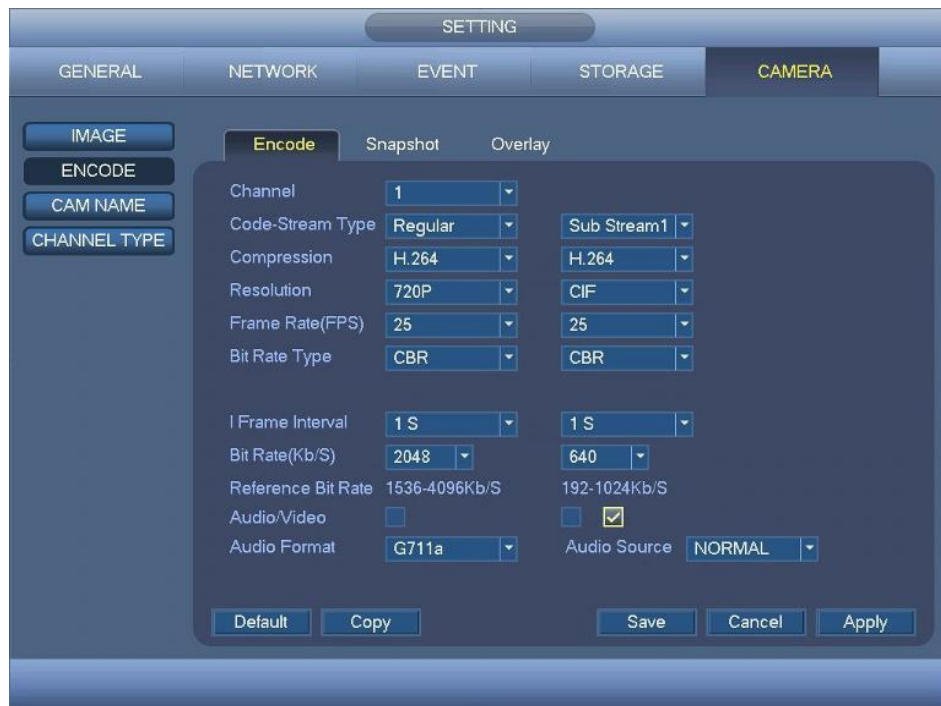 SETTING
GENERAL NETWORK EVENT STORAGE CAMERA
IMAGE
ENCODE
CAM NAME
CHANNEL TYPE
Encode Snapshot Overlay
Channel 1
Code-Stream Type Regular Sub Stream1
Compression H.264 H.264
Resolution 720P CIF
Frame Rate(FPS) 25 25
Bit Rate Type CBR CBR
I Frame Interval 1 S 1 S
Bit Rate(Kb/S) 2048 640
Reference Bit Rate 1536-4096Kb/S 192-1024Kb/S
Audio/Video
Audio Format G711a Audio Source NORMAL
Default Copy Save Cancel Apply